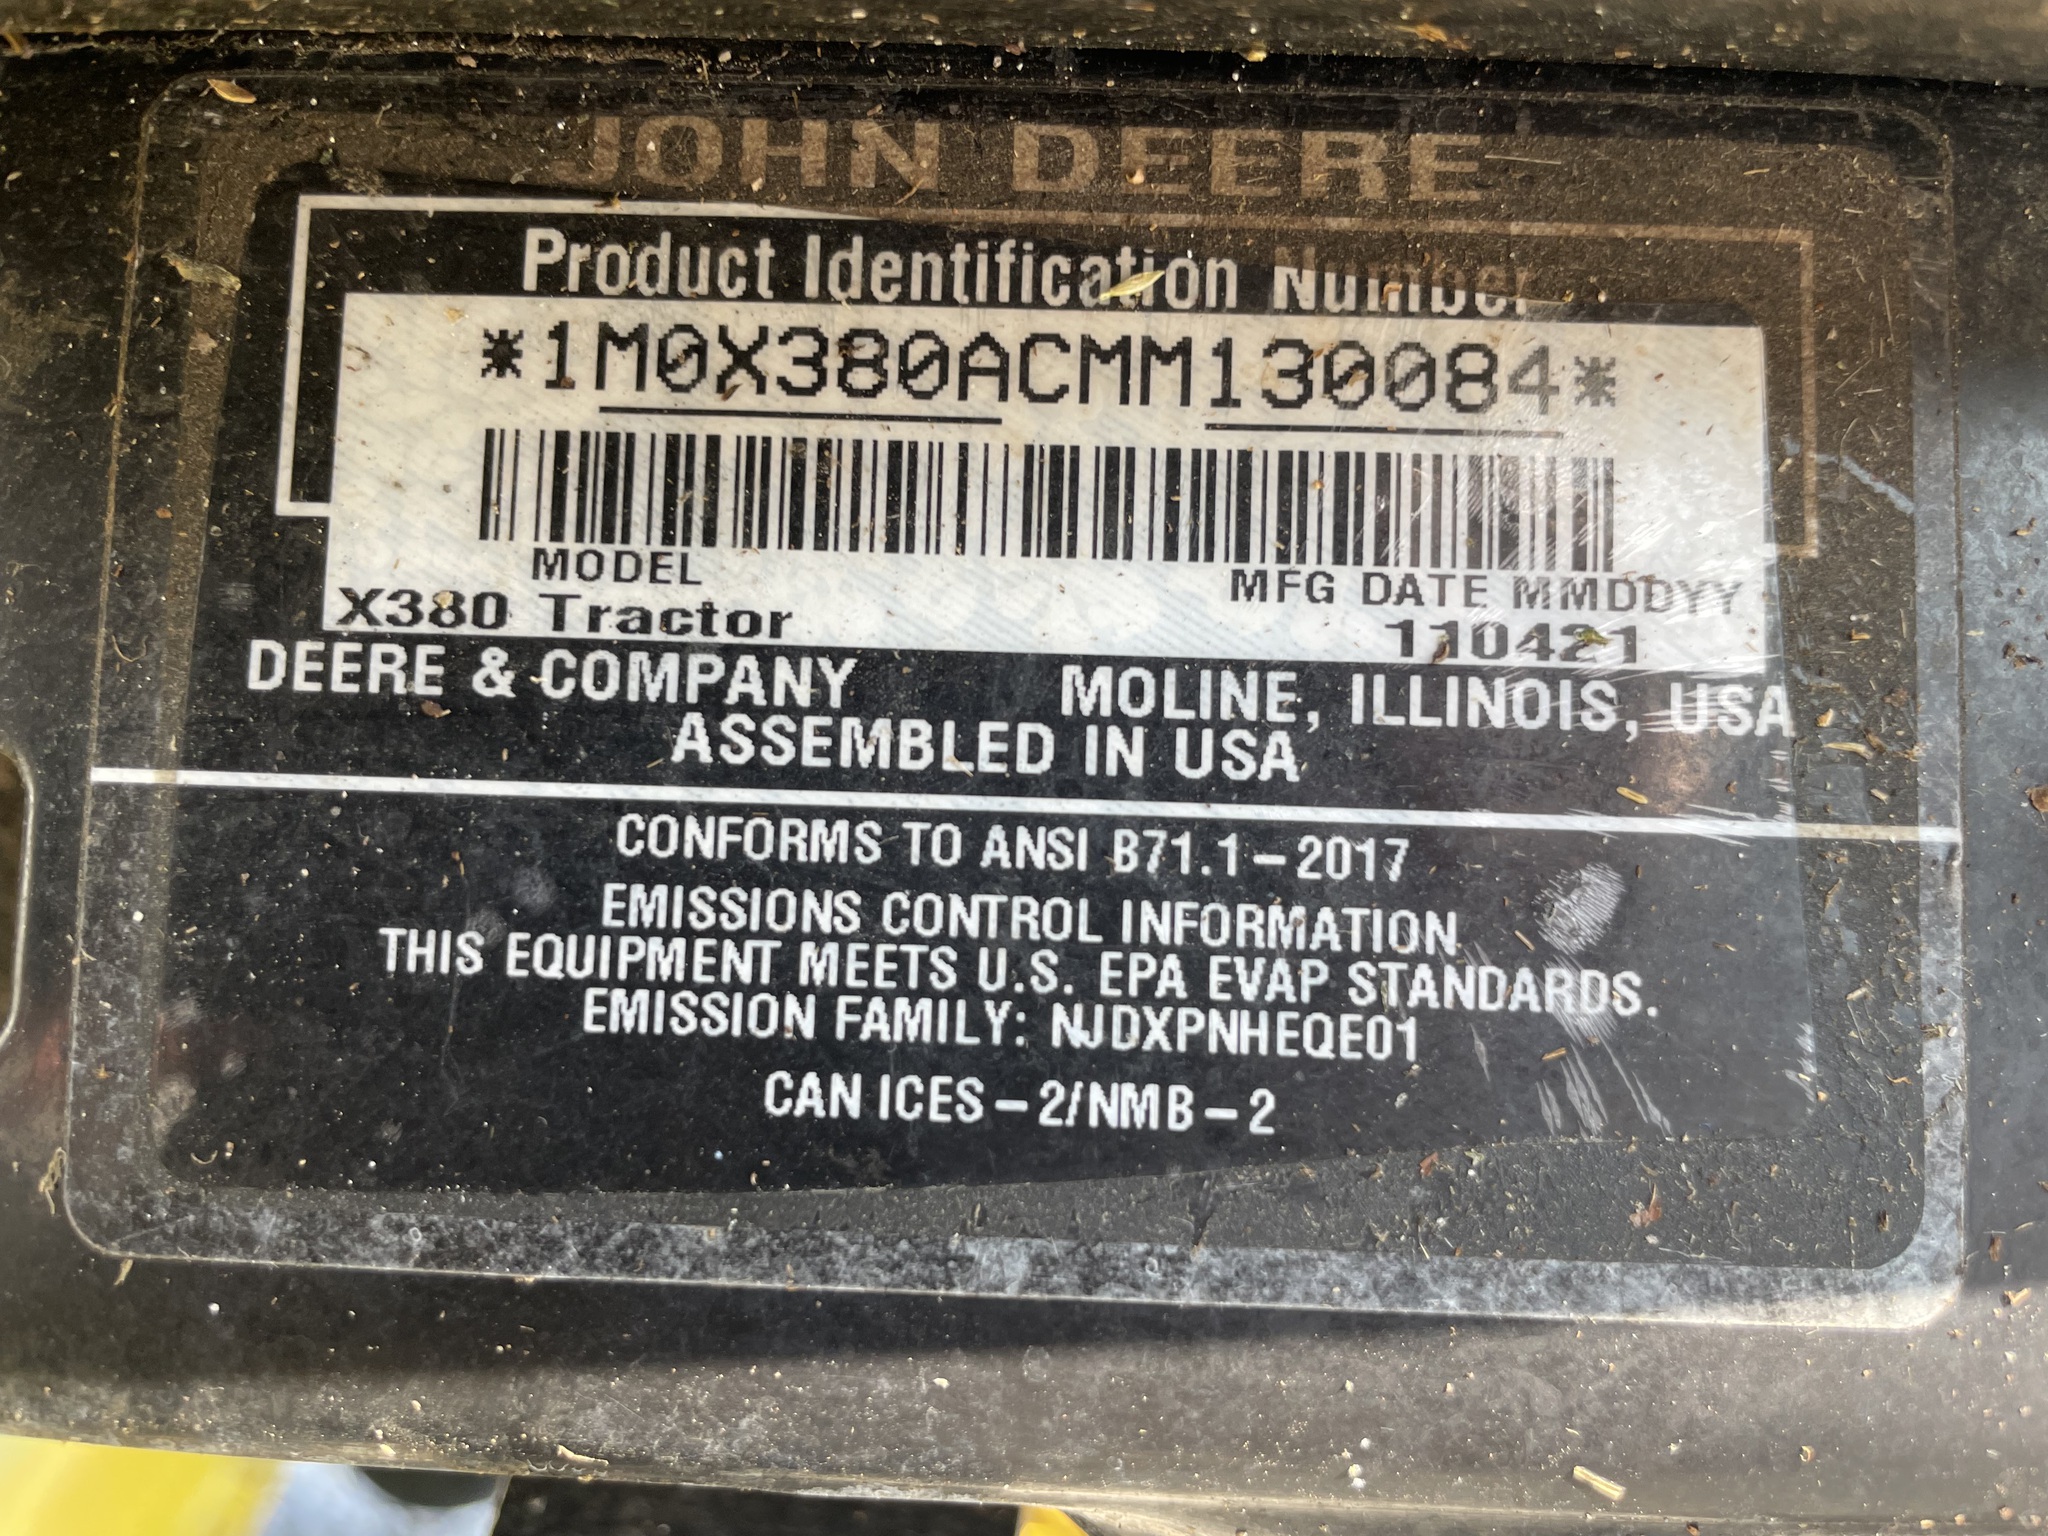 JOHN DEERE
Product Identification Number
*1M0X380ACMM130084*
MODEL
MFG DATE MMDDYY
X380 Tractor
110421
DEERE & COMPANY MOLINE, ILLINOIS, USA
ASSEMBLED IN USA
CONFORMS TO ANSI B71.1-2017
EMISSIONS CONTROL INFORMATION
THIS EQUIPMENT MEETS U.S. EPA EVAP STANDARDS.
EMISSION FAMILY: NJDXPNHEQE01
CAN ICES-2/NMB-2